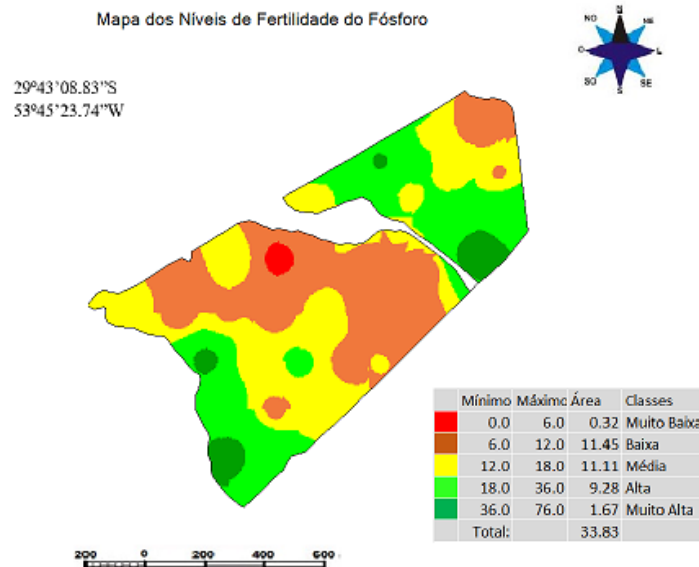 Mapa dos Níveis de Fertilidade do Fósforo
N
NO NE
O L
SO SE
S
29º43'08.83"S
53º45'23.74"W
Mínimo Máximo Área Classes
0.0 6.0 0.32 Muito Baixa
6.0 12.0 11.45 Baixa
12.0 18.0 11.11 Média
18.0 36.0 9.28 Alta
36.0 76.0 1.67 Muito Alta
Total: 33.83
200 0 200 400 600